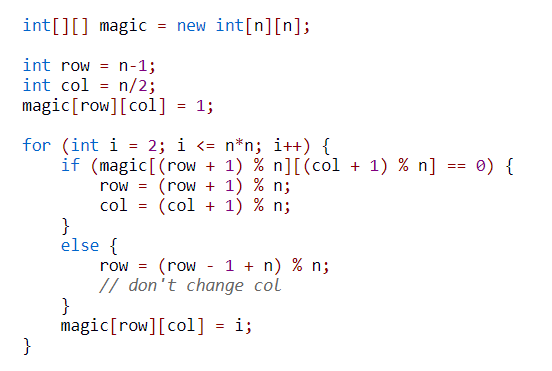 int[][] magic = new int[n][n];

int row = n-1;
int col = n/2;
magic[row][col] = 1;

for (int i = 2; i <= n*n; i++) {
    if (magic[(row + 1) % n][(col + 1) % n] == 0) {
        row = (row + 1) % n;
        col = (col + 1) % n;
    }
    else {
        row = (row - 1 + n) % n;
        // don't change col
    }
    magic[row][col] = i;
}